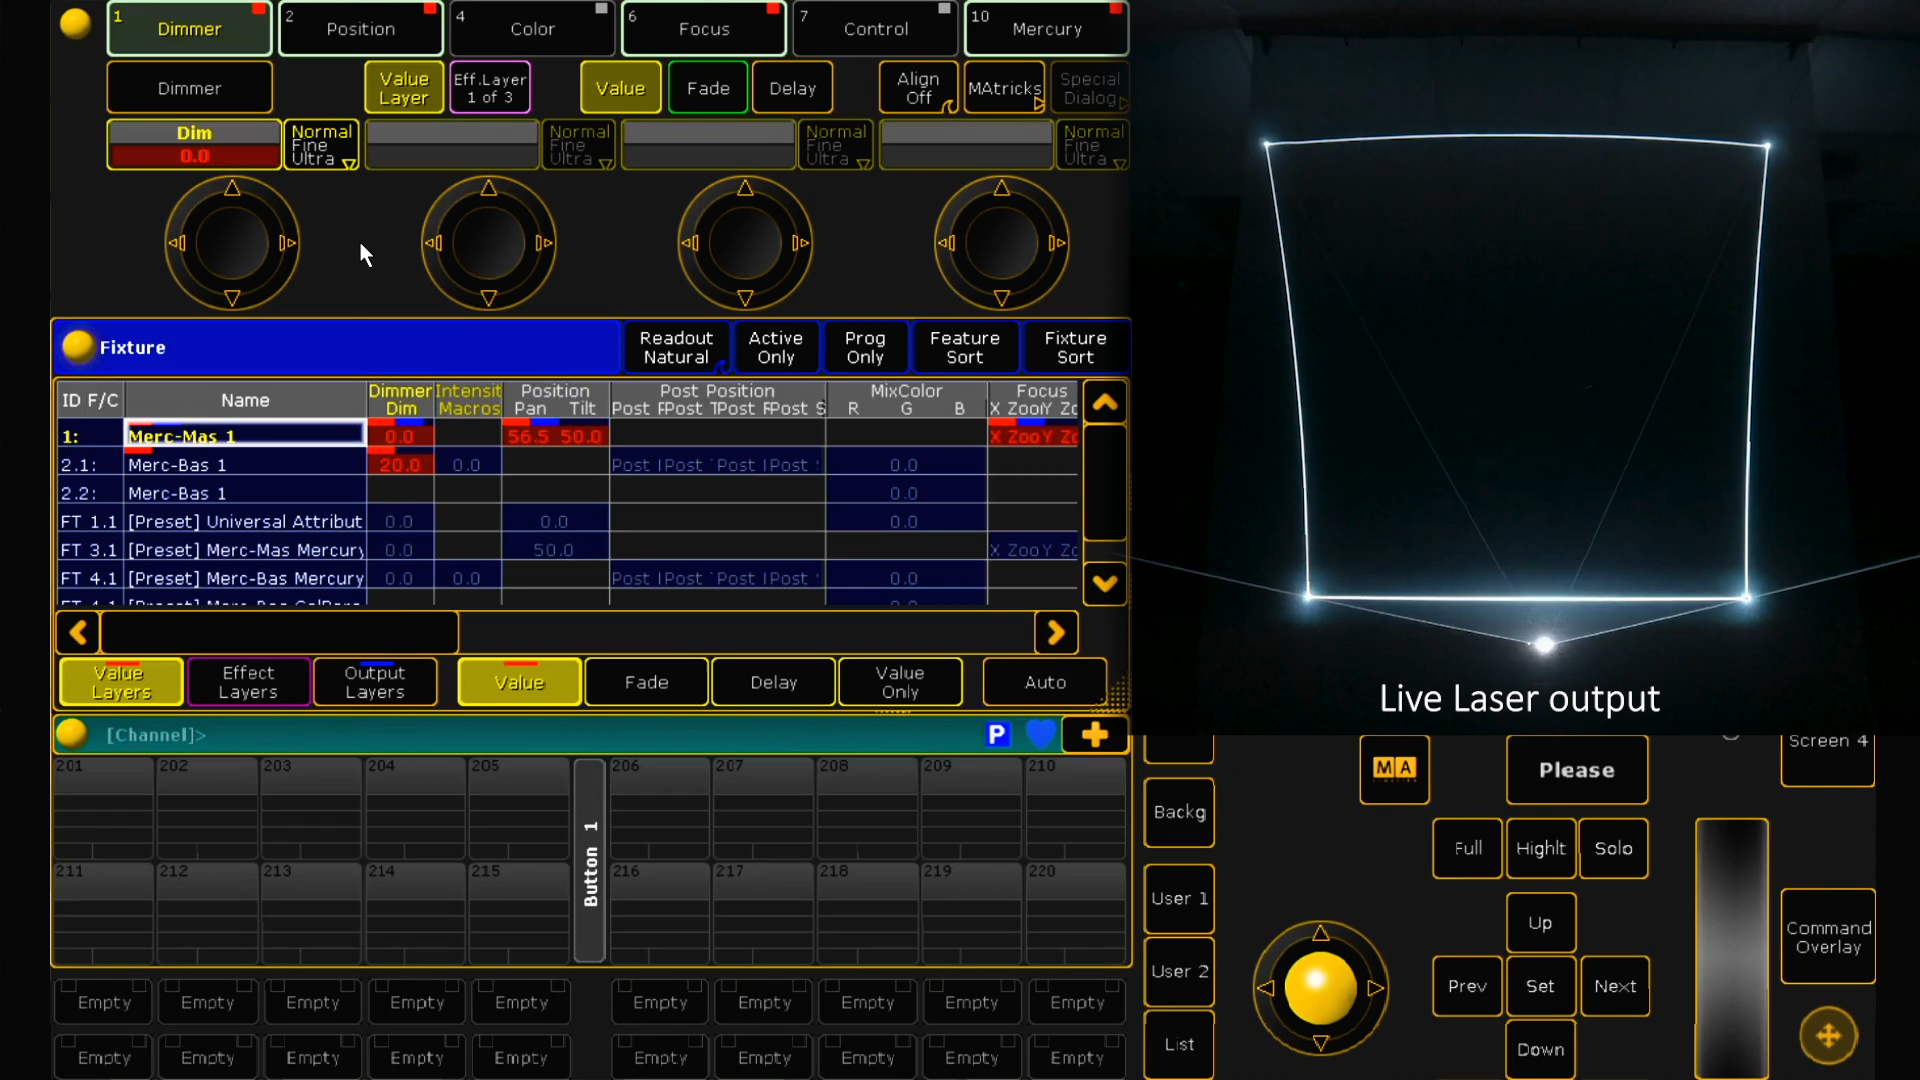 1 Dimmer
2 Position
4 Color
6 Focus
7 Control
10 Mercury
Dimmer
Value Layer
Eff.Layer 1 of 3
Value
Fade
Delay
Align Off
MAtricks
Special Dialog
Dim
0.0
Normal Fine Ultra
Normal Fine Ultra
Normal Fine Ultra
Normal Fine Ultra
Fixture
Readout Natural
Active Only
Prog Only
Feature Sort
Fixture Sort
ID F/C Name Dimmer Dim Intensit Macros Position Pan Tilt Post Position MixColor R G B Focus
1: Merc-Mas 1 0.0 56.5 50.0 X Zoo Y Zo
2.1: Merc-Bas 1 20.0 0.0 0.0
2.2: Merc-Bas 1 0.0
FT 1.1 [Preset] Universal Attribut 0.0 0.0 0.0
FT 3.1 [Preset] Merc-Mas Mercury 0.0 50.0 X Zoo Y Zo
FT 4.1 [Preset] Merc-Bas Mercury 0.0 0.0 0.0
Value Layers
Effect Layers
Output Layers
Value
Fade
Delay
Value Only
Auto
[Channel]>
P
201 202 203 204 205 206 207 208 209 210
Button 1
211 212 213 214 215 216 217 218 219 220
Empty Empty Empty Empty Empty Empty Empty Empty Empty Empty
Empty Empty Empty Empty Empty Empty Empty Empty Empty Empty
Live Laser output
Screen 4
MA
Please
Backg
Full
Highlt
Solo
User 1
Up
Command Overlay
User 2
Prev
Set
Next
List
Down